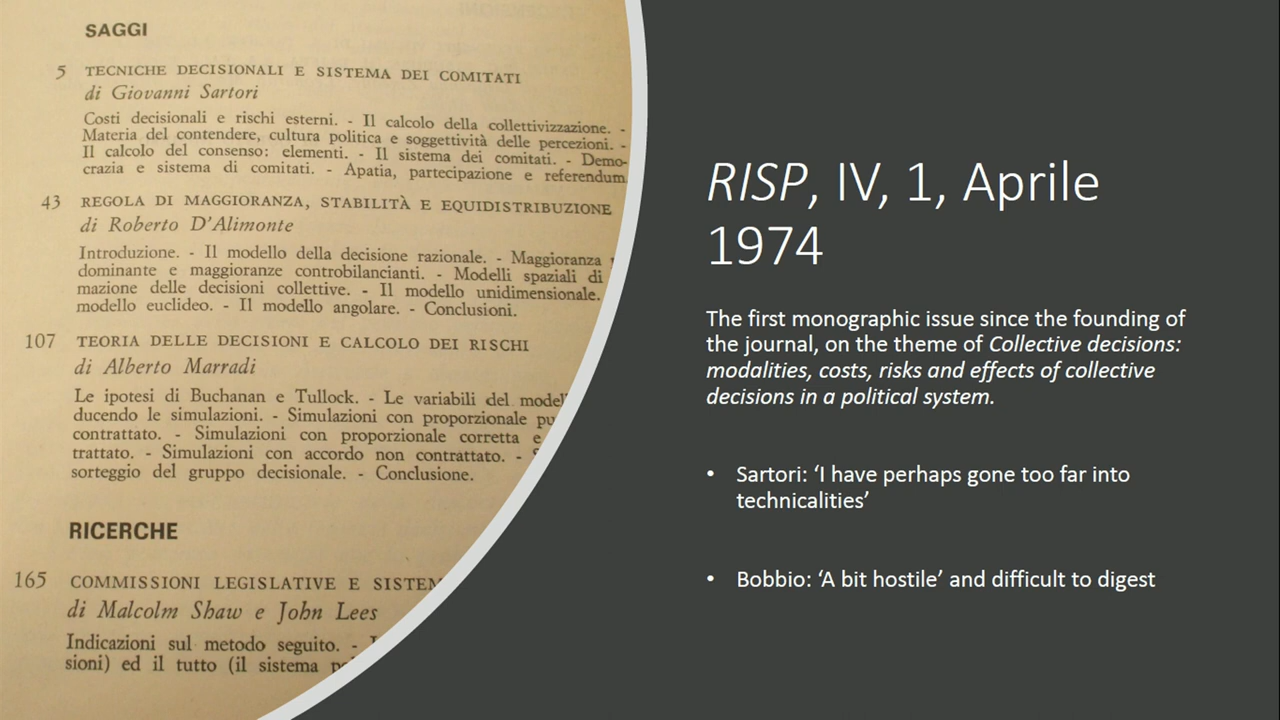 SAGGI
5 TECNICHE DECISIONALI E SISTEMA DEI COMITATI
di Giovanni Sartori
Costi decisionali e rischi esterni. - Il calcolo della collettivizzazione. -
Materia del contendere, cultura politica e soggettività delle percezioni. -
Il calcolo del consenso: elementi. - Il sistema dei comitati. - Demo-
crazia e sistema di comitati. - Apatia, partecipazione e referendum.
43 REGOLA DI MAGGIORANZA, STABILITÀ E EQUIDISTRIBUZIONE
di Roberto D'Alimonte
Introduzione. - Il modello della decisione razionale. - Maggioranza
dominante e maggioranze controbilancianti. - Modelli spaziali di
mazione delle decisioni collettive. - Il modello unidimensionale.
modello euclideo. - Il modello angolare. - Conclusioni.
107 TEORIA DELLE DECISIONI E CALCOLO DEI RISCHI
di Alberto Marradi
Le ipotesi di Buchanan e Tullock. - Le variabili del
ducendo le simulazioni. - Simulazioni con proporzionale
contrattato. - Simulazioni con proporzionale corretta e
trattato. - Simulazioni con accordo non contrattato. -
sorteggio del gruppo decisionale. - Conclusione.
RICERCHE
165 COMMISSIONI LEGISLATIVE E
di Malcolm Shaw e John Lees
Indicazioni sul metodo seguito. -
sioni) ed il tutto (il sistema
RISP, IV, 1, Aprile
1974
The first monographic issue since the founding of
the journal, on the theme of Collective decisions:
modalities, costs, risks and effects of collective
decisions in a political system.
• Sartori: ‘I have perhaps gone too far into
technicalities’
• Bobbio: ‘A bit hostile’ and difficult to digest